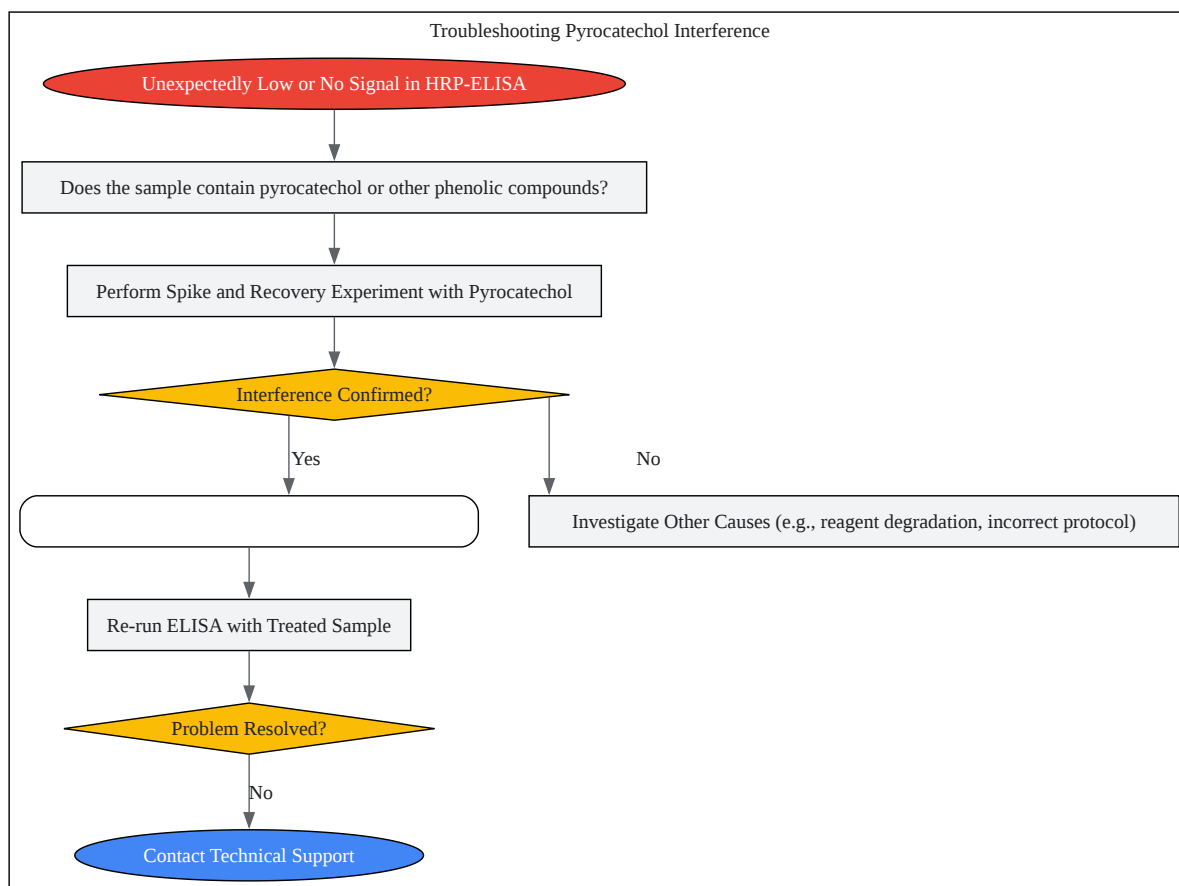 Troubleshooting Pyrocatechol Interference
Unexpectedly Low or No Signal in HRP-ELISA
Does the sample contain pyrocatechol or other phenolic compounds?
Perform Spike and Recovery Experiment with Pyrocatechol
Interference Confirmed?
Yes
No
Investigate Other Causes (e.g., reagent degradation, incorrect protocol)
Re-run ELISA with Treated Sample
Problem Resolved?
No
Contact Technical Support